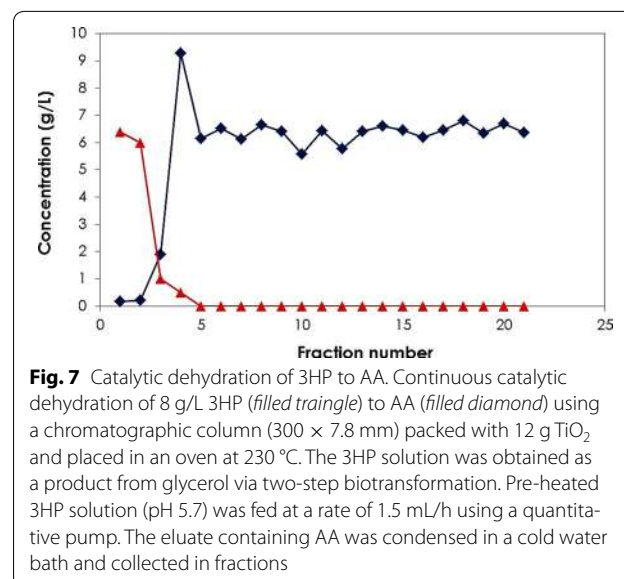 10
9
8
7
6
5
4
3
2
1
0
Concentration (g/L)
0 5 10 15 20 25
Fraction number
Fig. 7 Catalytic dehydration of 3HP to AA. Continuous catalytic
dehydration of 8 g/L 3HP (filled traingle) to AA (filled diamond) using
a chromatographic column (300 × 7.8 mm) packed with 12 g TiO₂
and placed in an oven at 230 °C. The 3HP solution was obtained as
a product from glycerol via two-step biotransformation. Pre-heated
3HP solution (pH 5.7) was fed at a rate of 1.5 mL/h using a quantita-
tive pump. The eluate containing AA was condensed in a cold water
bath and collected in fractions